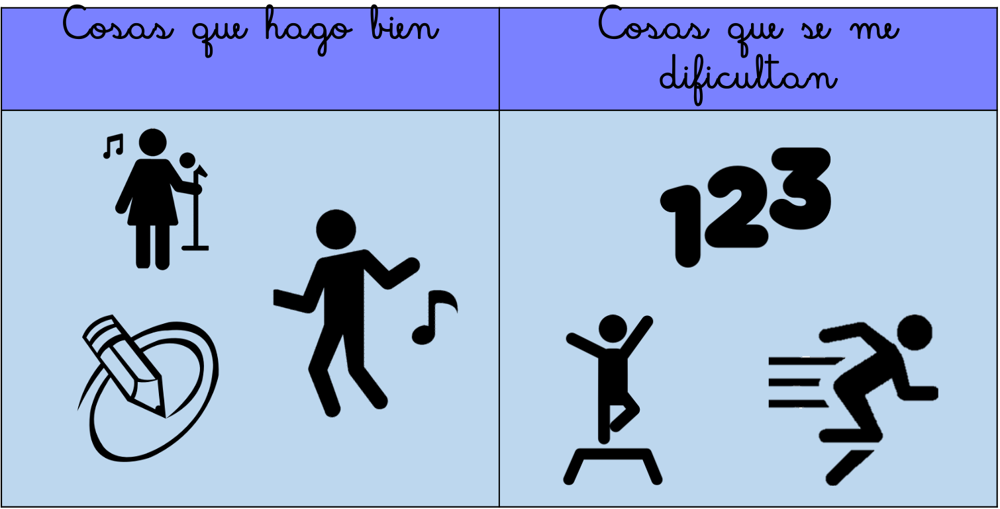 Cosas que hago bien
Cosas que se me
dificultan
123